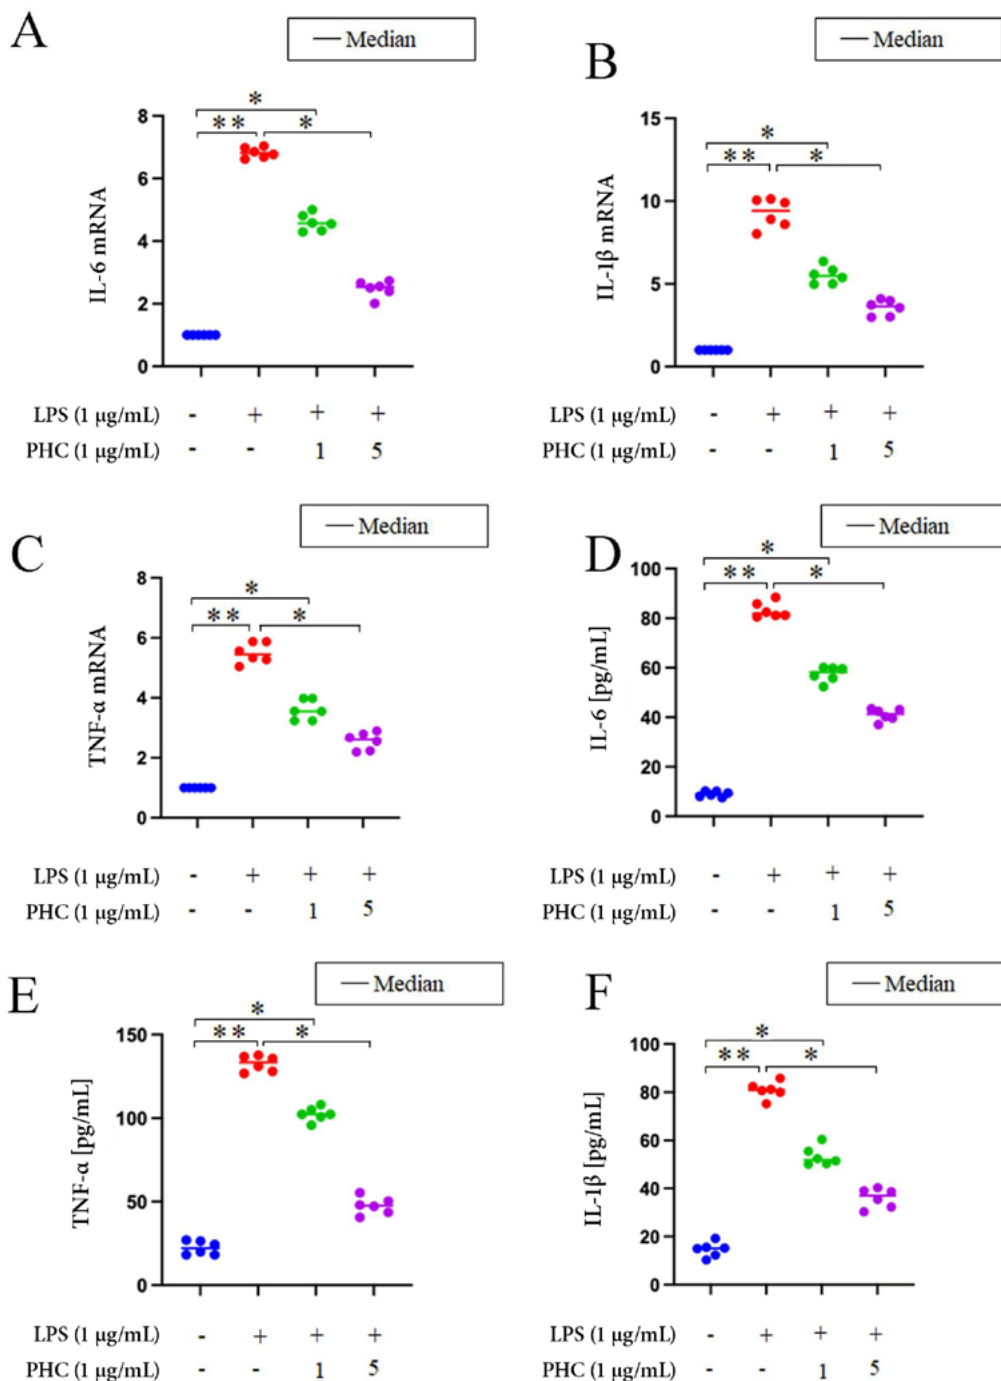 A
— Median
IL-6 mRNA
8
6
4
2
0
*
** *
LPS (1 μg/mL) - + + +
PHC (1 μg/mL) - - 1 5
B
— Median
IL-1β mRNA
15
10
5
0
*
** *
LPS (1 μg/mL) - + + +
PHC (1 μg/mL) - - 1 5
C
— Median
TNF-α mRNA
8
6
4
2
0
*
** *
LPS (1 μg/mL) - + + +
PHC (1 μg/mL) - - 1 5
D
— Median
IL-6 [pg/mL]
100
80
60
40
20
0
*
** *
LPS (1 μg/mL) - + + +
PHC (1 μg/mL) - - 1 5
E
— Median
TNF-α [pg/mL]
150
100
50
0
*
** *
LPS (1 μg/mL) - + + +
PHC (1 μg/mL) - - 1 5
F
— Median
IL-1β [pg/mL]
100
80
60
40
20
0
*
** *
LPS (1 μg/mL) - + + +
PHC (1 μg/mL) - - 1 5